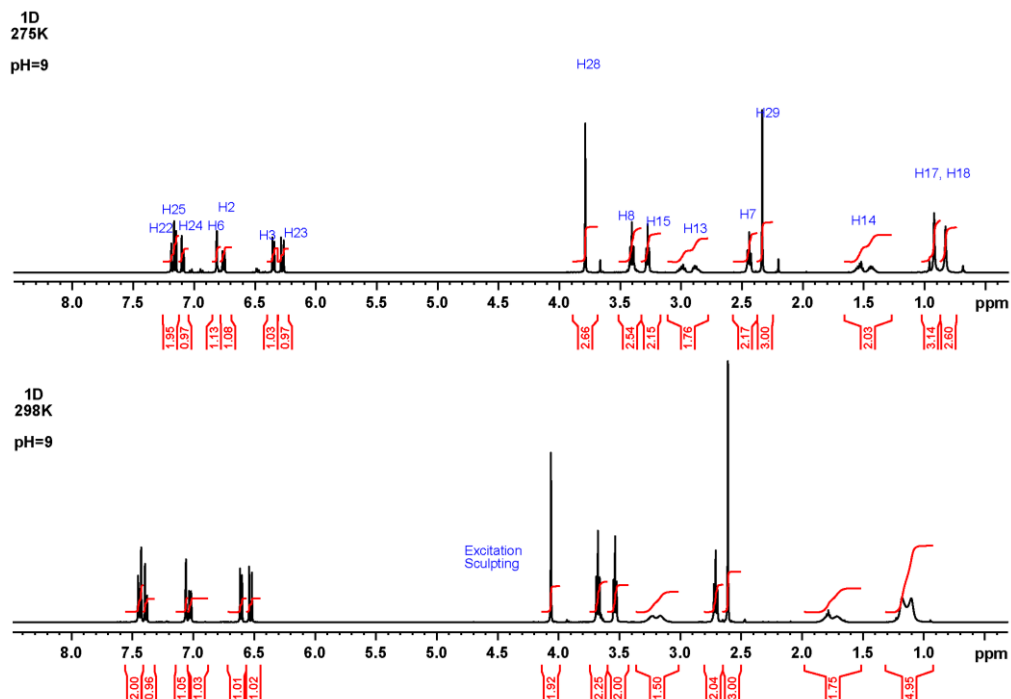 1D
275K
pH=9
H28
H29
H17, H18
H25
H2
H22
H24
H6
H3
H23
H8
H15
H13
H7
H14
8.0 7.5 7.0 6.5 6.0 5.5 5.0 4.5 4.0 3.5 3.0 2.5 2.0 1.5 1.0 ppm
1.95 0.97 1.13 1.08 1.03 0.97 2.66 2.54 2.15 1.76 2.17 3.00 2.03 3.14 2.60
1D
298K
pH=9
Excitation
Sculpting
8.0 7.5 7.0 6.5 6.0 5.5 5.0 4.5 4.0 3.5 3.0 2.5 2.0 1.5 1.0 ppm
2.00 0.96 1.05 1.03 1.01 1.02 1.92 2.25 2.00 1.50 2.04 3.00 1.75 4.95